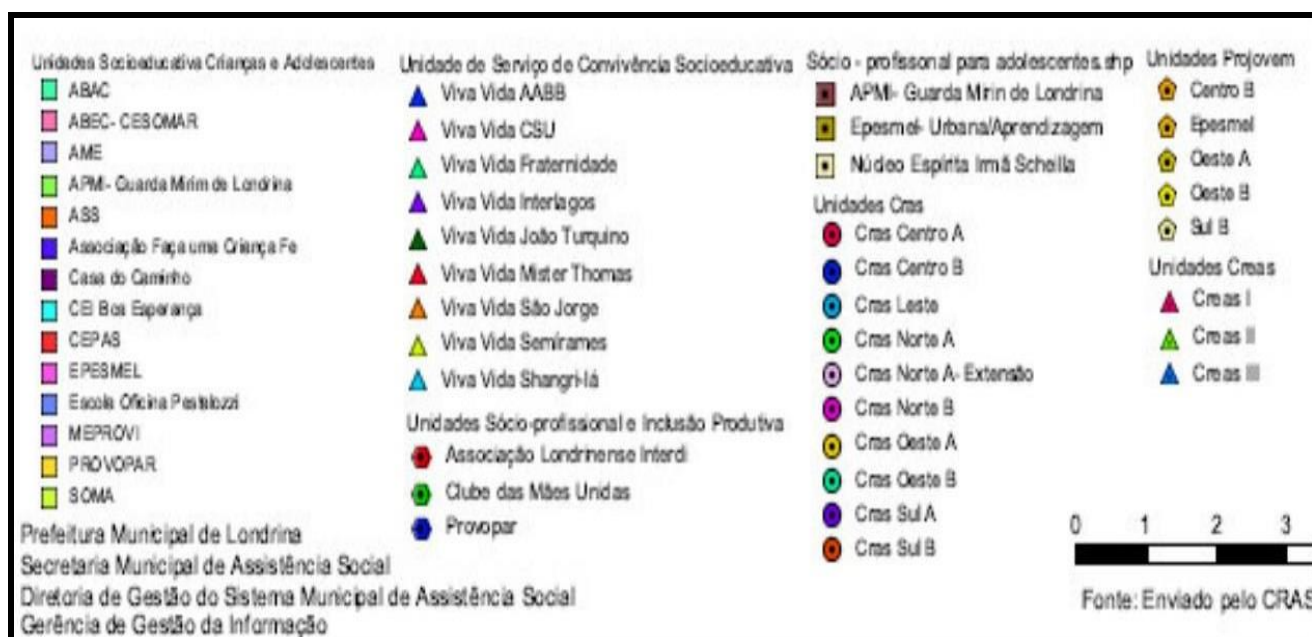 Unidades Socioeducativa Crianças e Adolescentes
ABAC
ABEC- CESOMAR
AME
APMI- Guarda Mirim de Londrina
ASS
Associação Faça uma Criança Fe
Casa do Caminho
CEI Boa Esperança
CEPAS
EPESMEL
Escola Oficina Pestalozzi
MEPROVI
PROVOPAR
SOMA
Unidade de Serviço de Convivência Socioeducativa
Viva Vida AABB
Viva Vida CSU
Viva Vida Fraternidade
Viva Vida Interlagos
Viva Vida João Turquino
Viva Vida Mister Thomas
Viva Vida São Jorge
Viva Vida Semirames
Viva Vida Shangri-lá
Unidades Sócio-profissional e Inclusão Produtiva
Associação Londrinense Interdi
Clube das Mães Unidas
Provopar
Sócio - profissonal para adolescentes.shp
APMI- Guarda Mirin de Londrina
Epesmel- Urbana/Aprendizagem
Núcleo Espírita Irmã Scheilla
Unidades Cras
Cras Centro A
Cras Centro B
Cras Leste
Cras Norte A
Cras Norte A- Extensão
Cras Norte B
Cras Oeste A
Cras Oeste B
Cras Sul A
Cras Sul B
Unidades Projovem
Centro B
Epesmel
Oeste A
Oeste B
Sul B
Unidades Creas
Creas I
Creas II
Creas III
0 1 2 3
Fonte: Enviado pelo CRAS
Prefeitura Municipal de Londrina
Secretaria Municipal de Assistência Social
Diretoria de Gestão do Sistema Municipal de Assistência Social
Gerência de Gestão da Informação